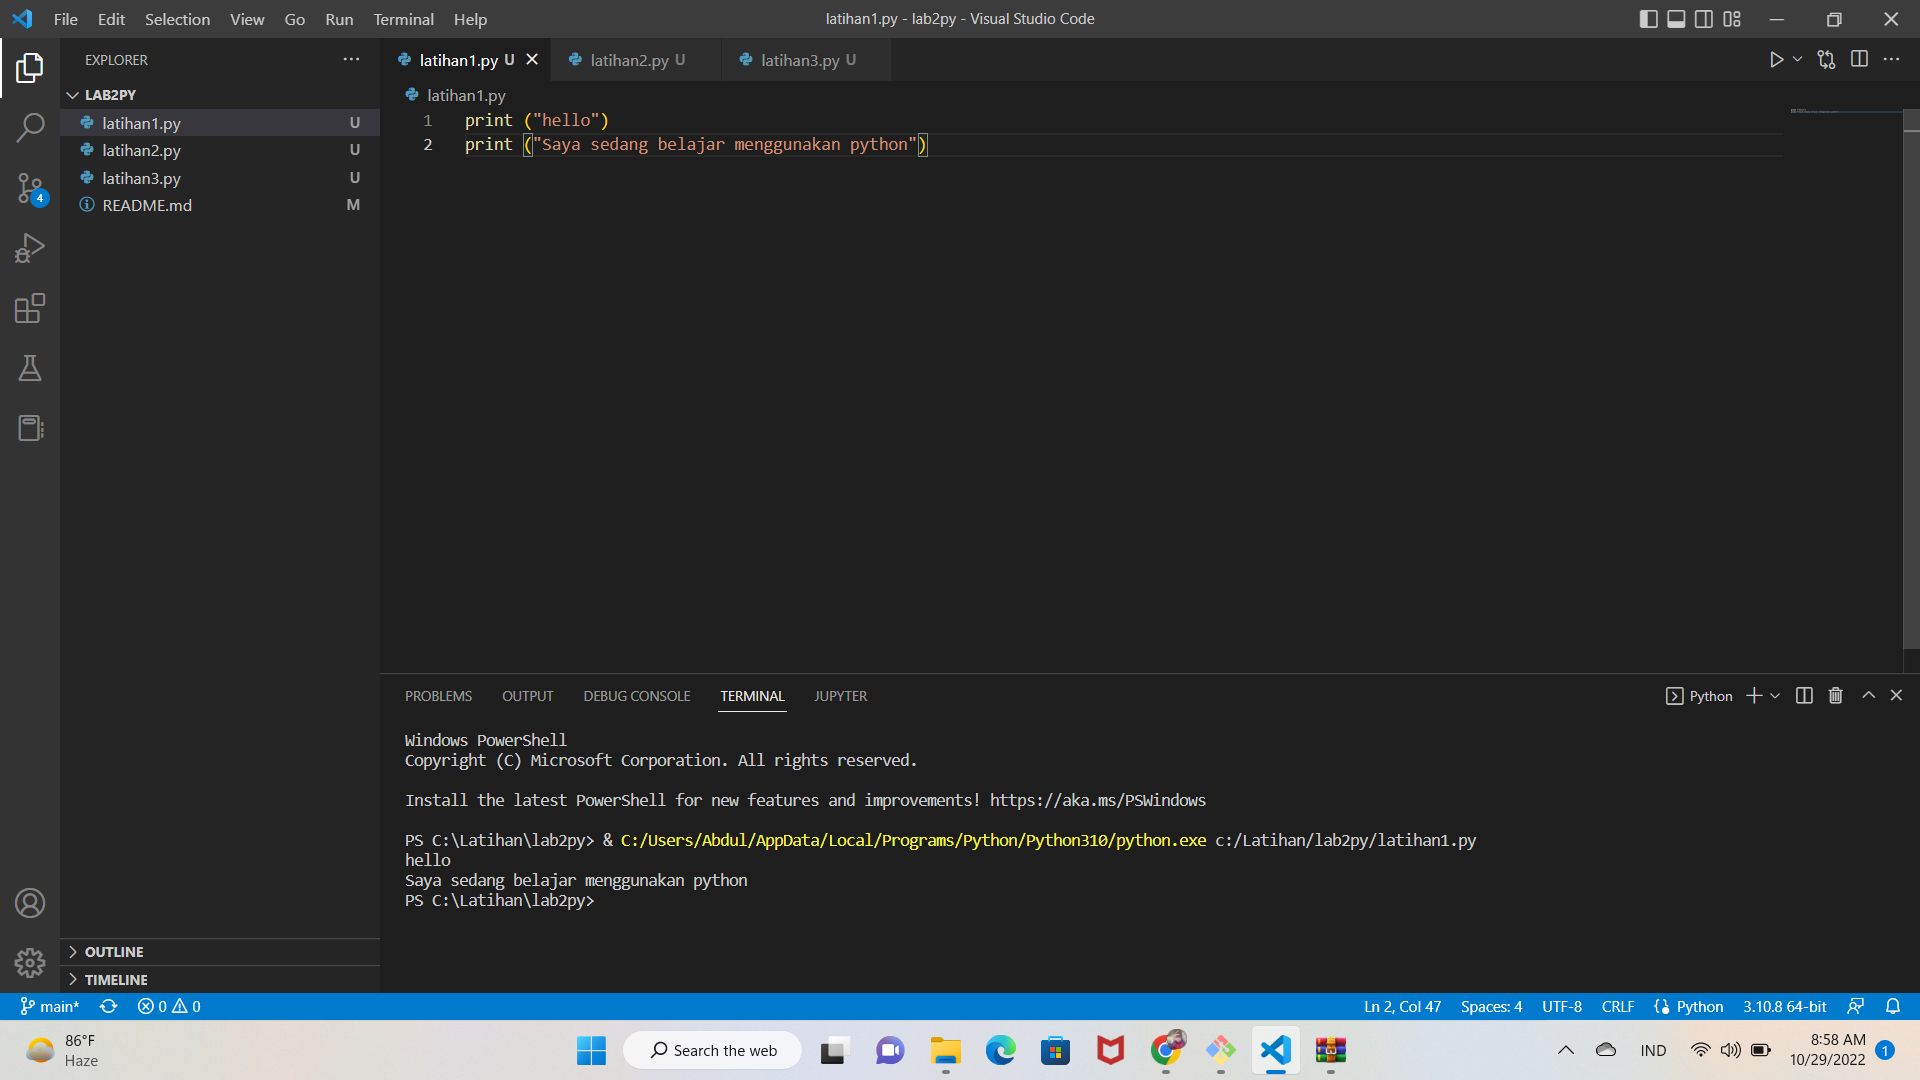 File Edit Selection View Go Run Terminal Help
latihan1.py - lab2py - Visual Studio Code
EXPLORER
LAB2PY
latihan1.py U
latihan2.py U
latihan3.py U
README.md M
4
OUTLINE
TIMELINE
latihan1.py U latihan2.py U latihan3.py U
latihan1.py
1 print ("hello")
2 print ("Saya sedang belajar menggunakan python")
PROBLEMS OUTPUT DEBUG CONSOLE TERMINAL JUPYTER
Python
Windows PowerShell
Copyright (C) Microsoft Corporation. All rights reserved.
Install the latest PowerShell for new features and improvements! https://aka.ms/PSWindows
PS C:\Latihan\lab2py> & C:/Users/Abdul/AppData/Local/Programs/Python/Python310/python.exe c:/Latihan/lab2py/latihan1.py
hello
Saya sedang belajar menggunakan python
PS C:\Latihan\lab2py>
main* 0 0
Ln 2, Col 47 Spaces: 4 UTF-8 CRLF Python 3.10.8 64-bit
86°F
Haze
Search the web
IND
8:58 AM
10/29/2022
1